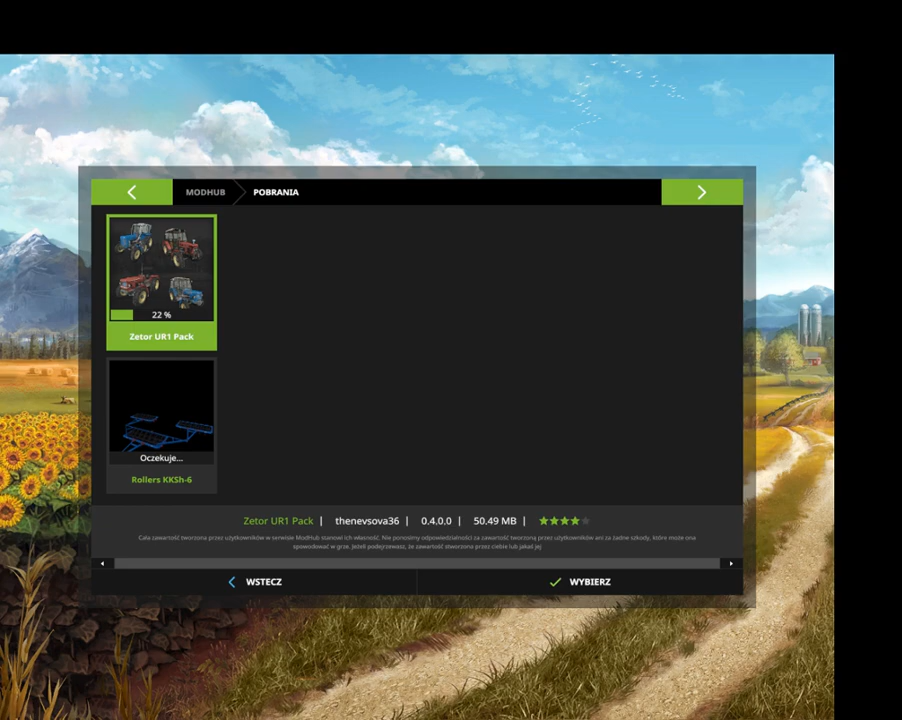 MODHUB
POBRANIA
22 %
Zetor UR1 Pack
Oczekuje...
Rollers KKSh-6
Zetor UR1 Pack | thenevsova36 | 0.4.0.0 | 50.49 MB |
Cała zawartość tworzona przez użytkowników w serwisie ModHub stanowi ich własność. Nie ponosimy odpowiedzialności za zawartość tworzoną przez użytkowników ani za żadne szkody, które może ona
spowodować w grze. Jeżeli podejrzewasz, że zawartość stworzona przez ciebie lub jakaś jej
WSTECZ
WYBIERZ